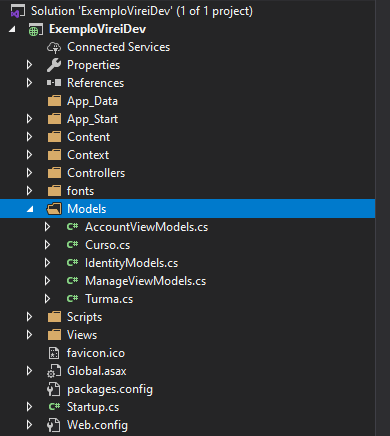 Solution 'ExemploVireiDev' (1 of 1 project)
ExemploVireiDev
Connected Services
Properties
References
App_Data
App_Start
Content
Context
Controllers
fonts
Models
C# AccountViewModels.cs
C# Curso.cs
C# IdentityModels.cs
C# ManageViewModels.cs
C# Turma.cs
Scripts
Views
favicon.ico
Global.asax
packages.config
C# Startup.cs
Web.config